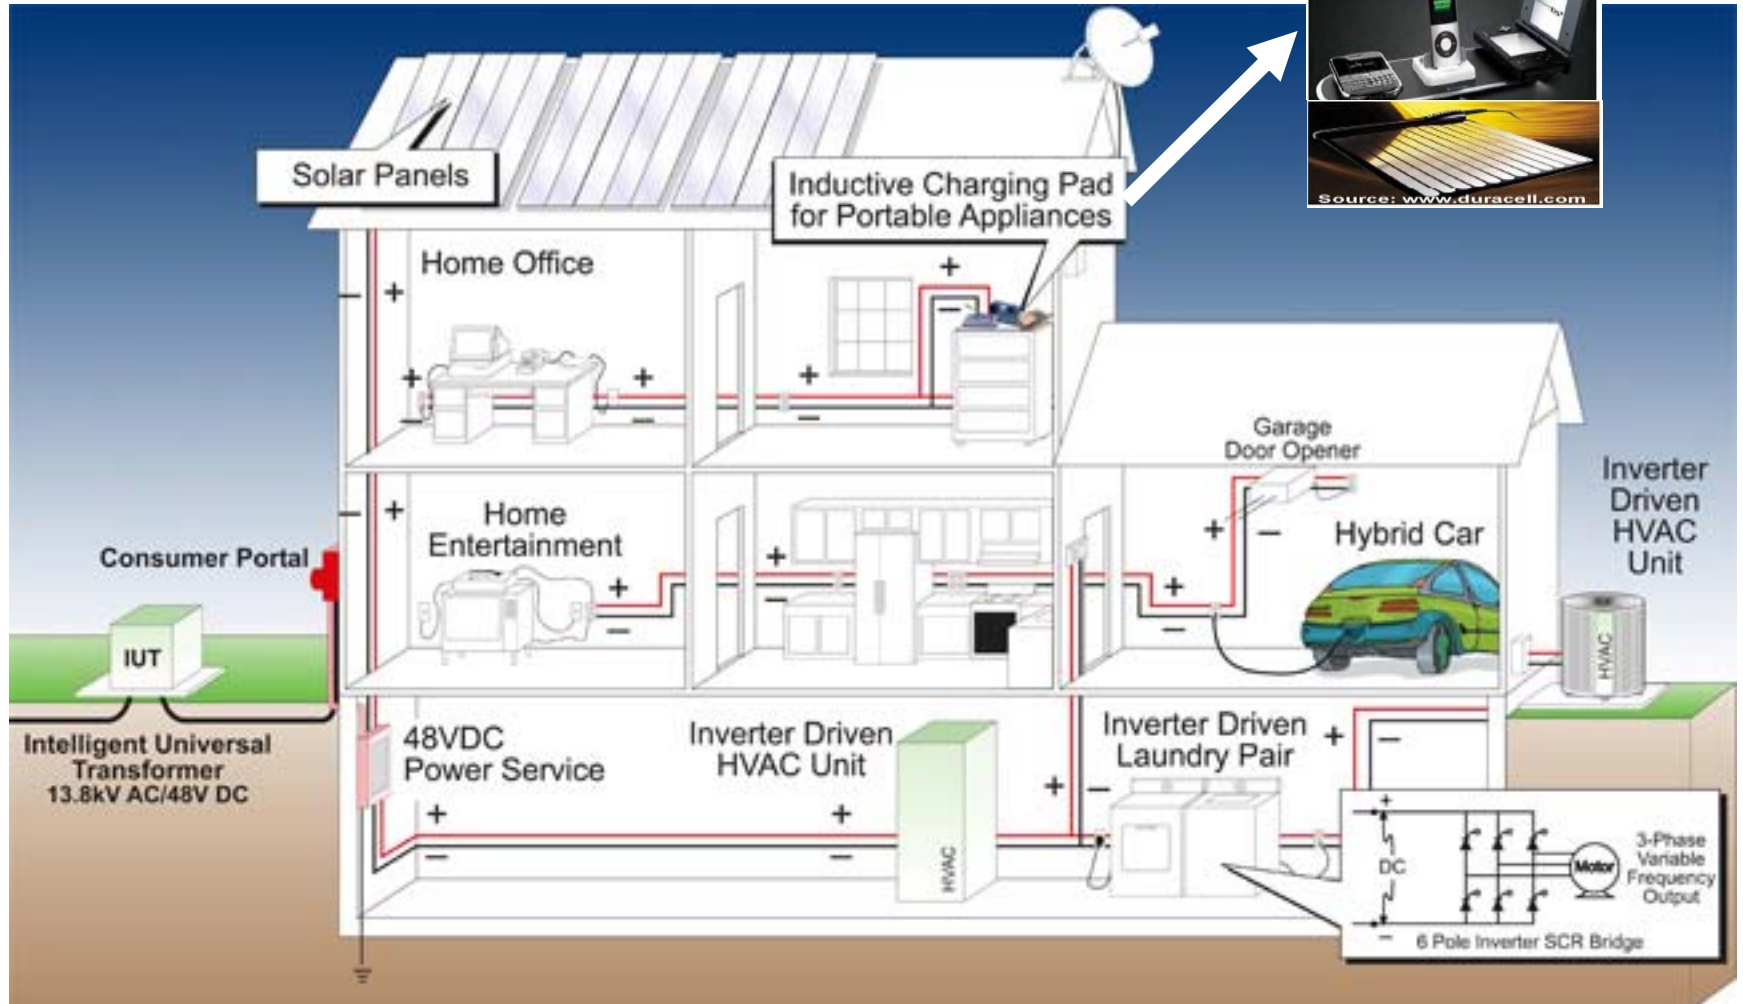 Source: www.duracell.com
Solar Panels
Inductive Charging Pad
for Portable Appliances
Home Office
+
−
+
−
+
−
+
−
+
−
Garage
Door Opener
Inverter
Driven
HVAC
Unit
Home
Entertainment
Hybrid Car
+
−
+
−
+
−
+
−
+
−
Consumer Portal
IUT
HVAC
Intelligent Universal
Transformer
13.8kV AC/48V DC
48VDC
Power Service
Inverter Driven
HVAC Unit
Inverter Driven
Laundry Pair
+
−
+
−
+
−
+
−
HVAC
+
DC
−
Motor
3-Phase
Variable
Frequency
Output
6 Pole Inverter SCR Bridge